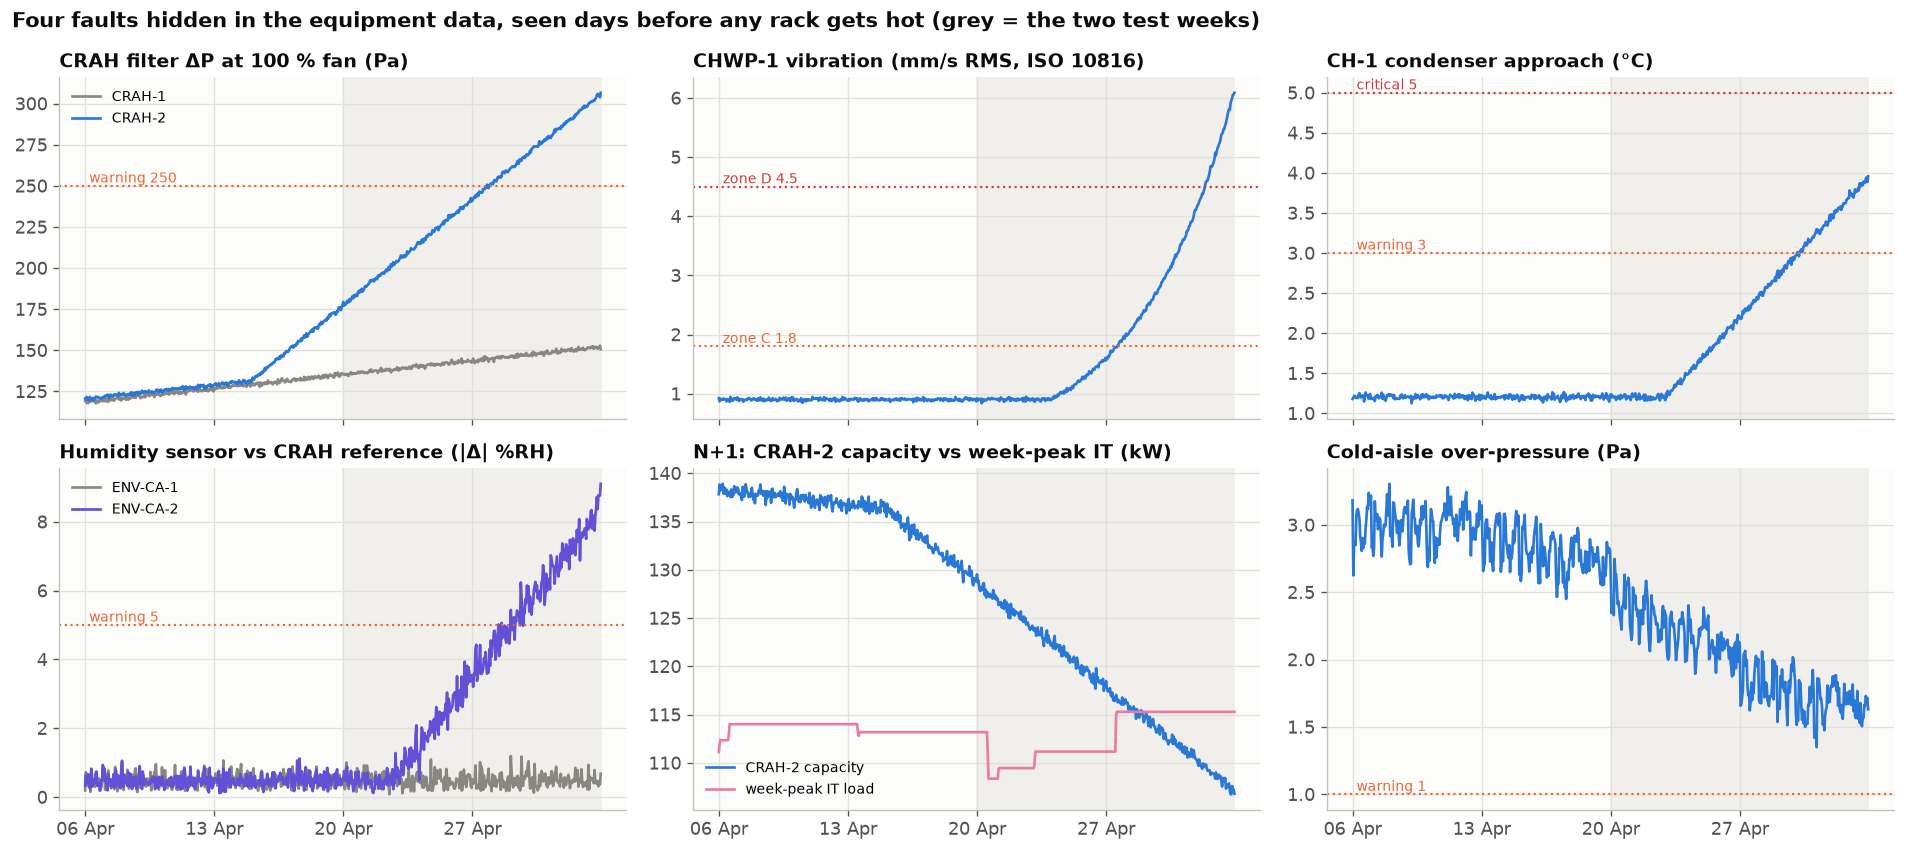 Four faults hidden in the equipment data, seen days before any rack gets hot (grey = the two test weeks)
CRAH filter ΔP at 100 % fan (Pa)
CRAH-1
CRAH-2
warning 250
300
275
250
225
200
175
150
125
CHWP-1 vibration (mm/s RMS, ISO 10816)
zone D 4.5
zone C 1.8
6
5
4
3
2
1
CH-1 condenser approach (°C)
critical 5
warning 3
5.0
4.5
4.0
3.5
3.0
2.5
2.0
1.5
1.0
Humidity sensor vs CRAH reference (|Δ| %RH)
ENV-CA-1
ENV-CA-2
warning 5
8
6
4
2
0
06 Apr
13 Apr
20 Apr
27 Apr
N+1: CRAH-2 capacity vs week-peak IT (kW)
140
135
130
125
120
115
110
CRAH-2 capacity
week-peak IT load
06 Apr
13 Apr
20 Apr
27 Apr
Cold-aisle over-pressure (Pa)
3.0
2.5
2.0
1.5
1.0
warning 1
06 Apr
13 Apr
20 Apr
27 Apr